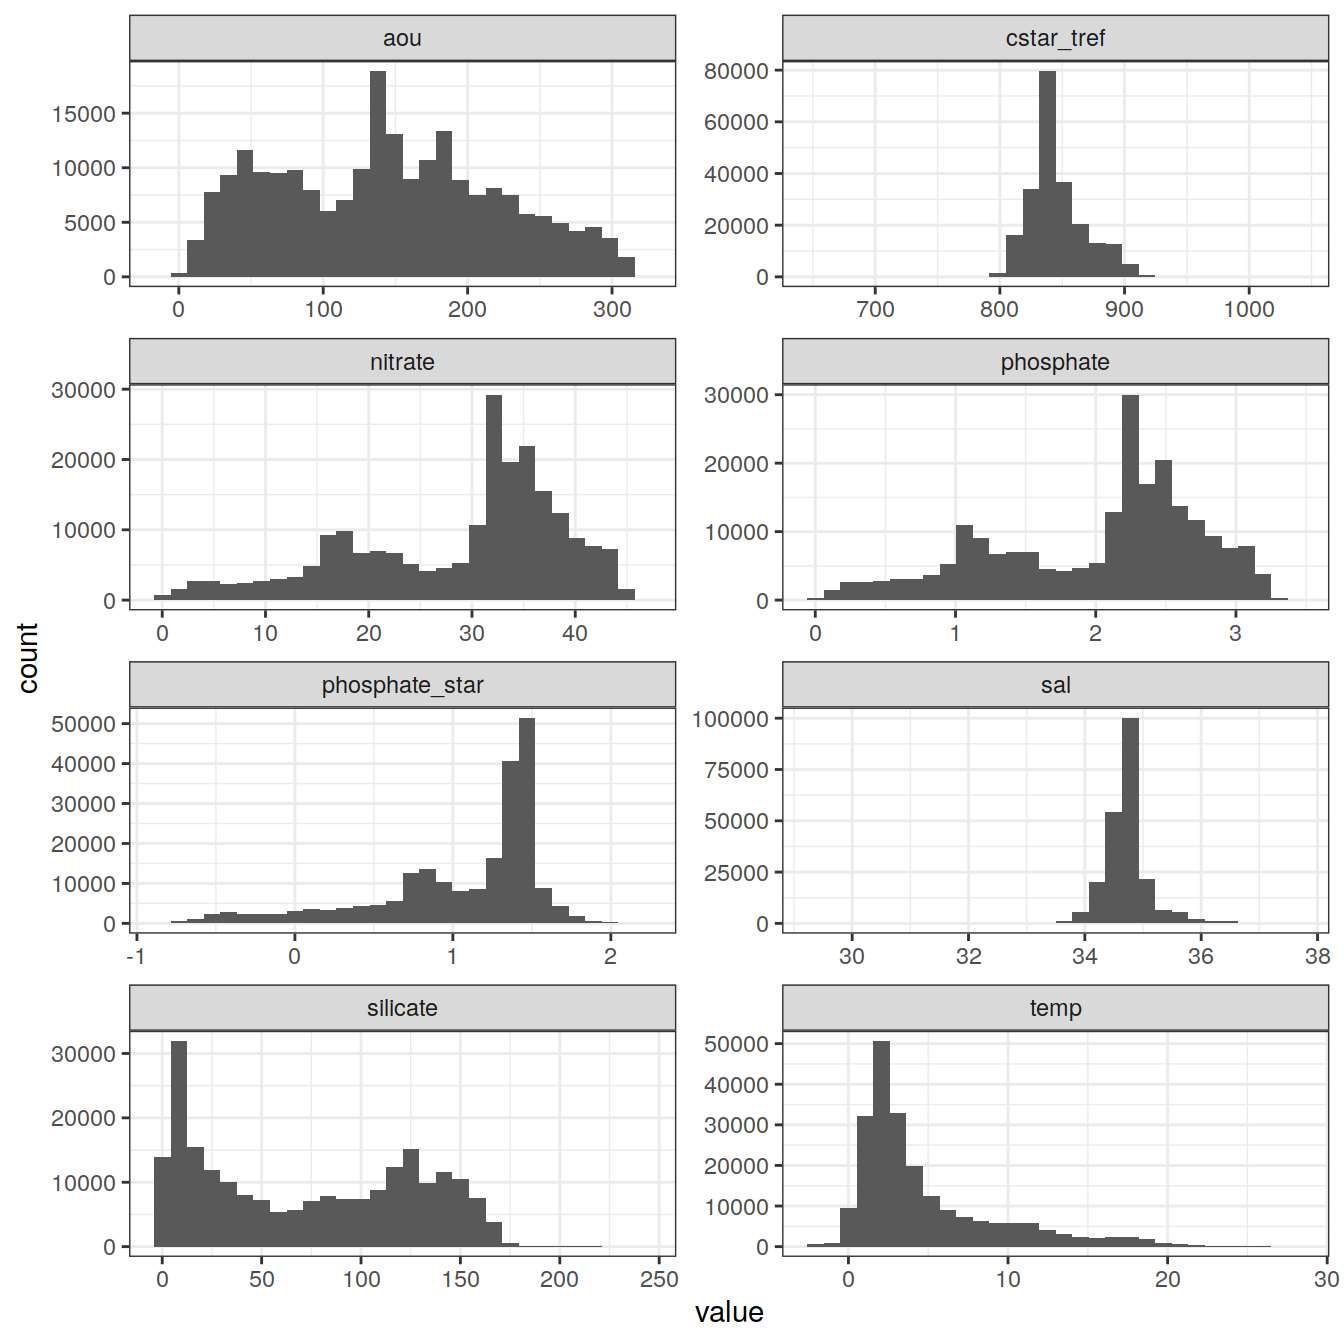 aou
cstar_tref
15000
10000
5000
0
0 100 200 300
80000
60000
40000
20000
0
700 800 900 1000
nitrate
phosphate
30000
20000
10000
0
0 10 20 30 40
30000
20000
10000
0
0 1 2 3
count
phosphate_star
sal
50000
40000
30000
20000
10000
0
-1 0 1 2
100000
75000
50000
25000
0
30 32 34 36 38
silicate
temp
30000
20000
10000
0
0 50 100 150 200 250
50000
40000
30000
20000
10000
0
0 10 20 30
value